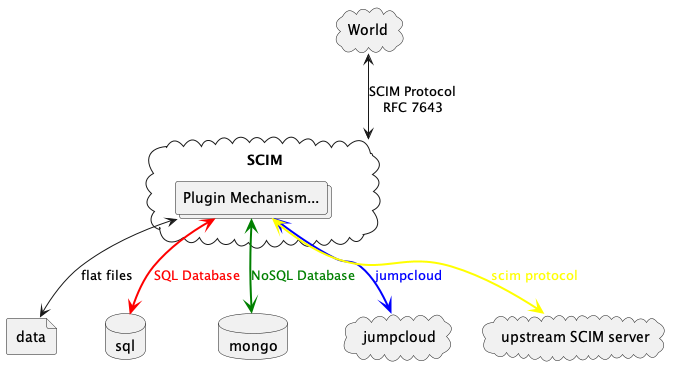 World
SCIM Protocol
RFC 7643
SCIM
Plugin Mechanism...
flat files
SQL Database
NoSQL Database
jumpcloud
scim protocol
data
sql
mongo
jumpcloud
upstream SCIM server